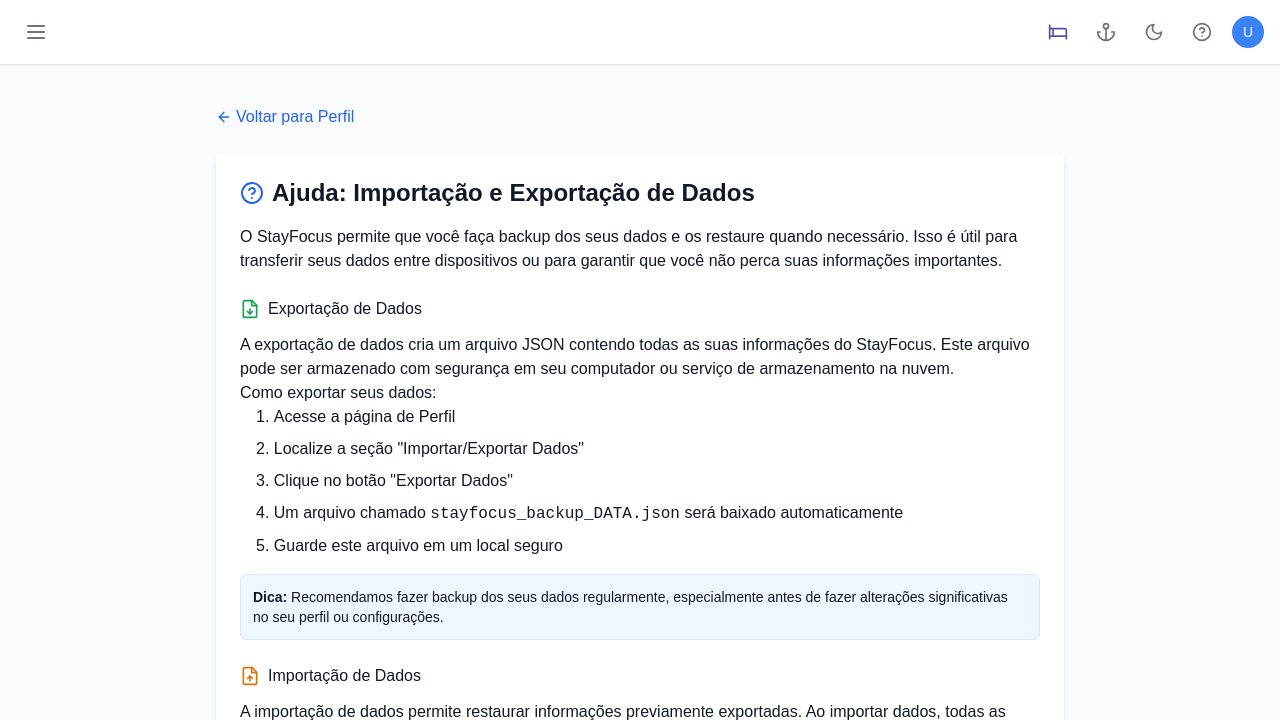 U
Voltar para Perfil
Ajuda: Importação e Exportação de Dados
O StayFocus permite que você faça backup dos seus dados e os restaure quando necessário. Isso é útil para
transferir seus dados entre dispositivos ou para garantir que você não perca suas informações importantes.
Exportação de Dados
A exportação de dados cria um arquivo JSON contendo todas as suas informações do StayFocus. Este arquivo
pode ser armazenado com segurança em seu computador ou serviço de armazenamento na nuvem.
Como exportar seus dados:
1. Acesse a página de Perfil
2. Localize a seção "Importar/Exportar Dados"
3. Clique no botão "Exportar Dados"
4. Um arquivo chamado stayfocus_backup_DATA.json será baixado automaticamente
5. Guarde este arquivo em um local seguro
Dica: Recomendamos fazer backup dos seus dados regularmente, especialmente antes de fazer alterações significativas
no seu perfil ou configurações.
Importação de Dados
A importação de dados permite restaurar informações previamente exportadas. Ao importar dados, todas as